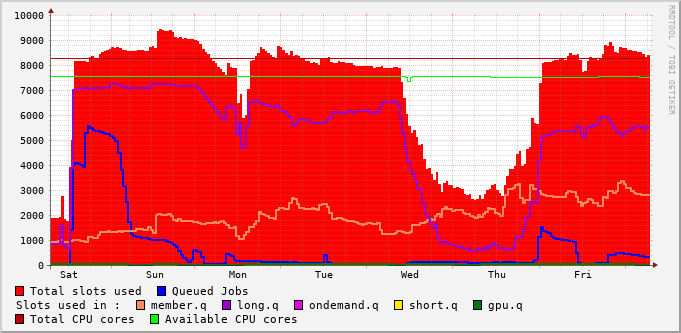 10000
9000
8000
7000
6000
5000
4000
3000
2000
1000
0
Sat Sun Mon Tue Wed Thu Fri
Total slots used Queued Jobs
Slots used in : member.q long.q ondemand.q short.q gpu.q
Total CPU cores Available CPU cores
RRDTOOL / TOBI OETIKER